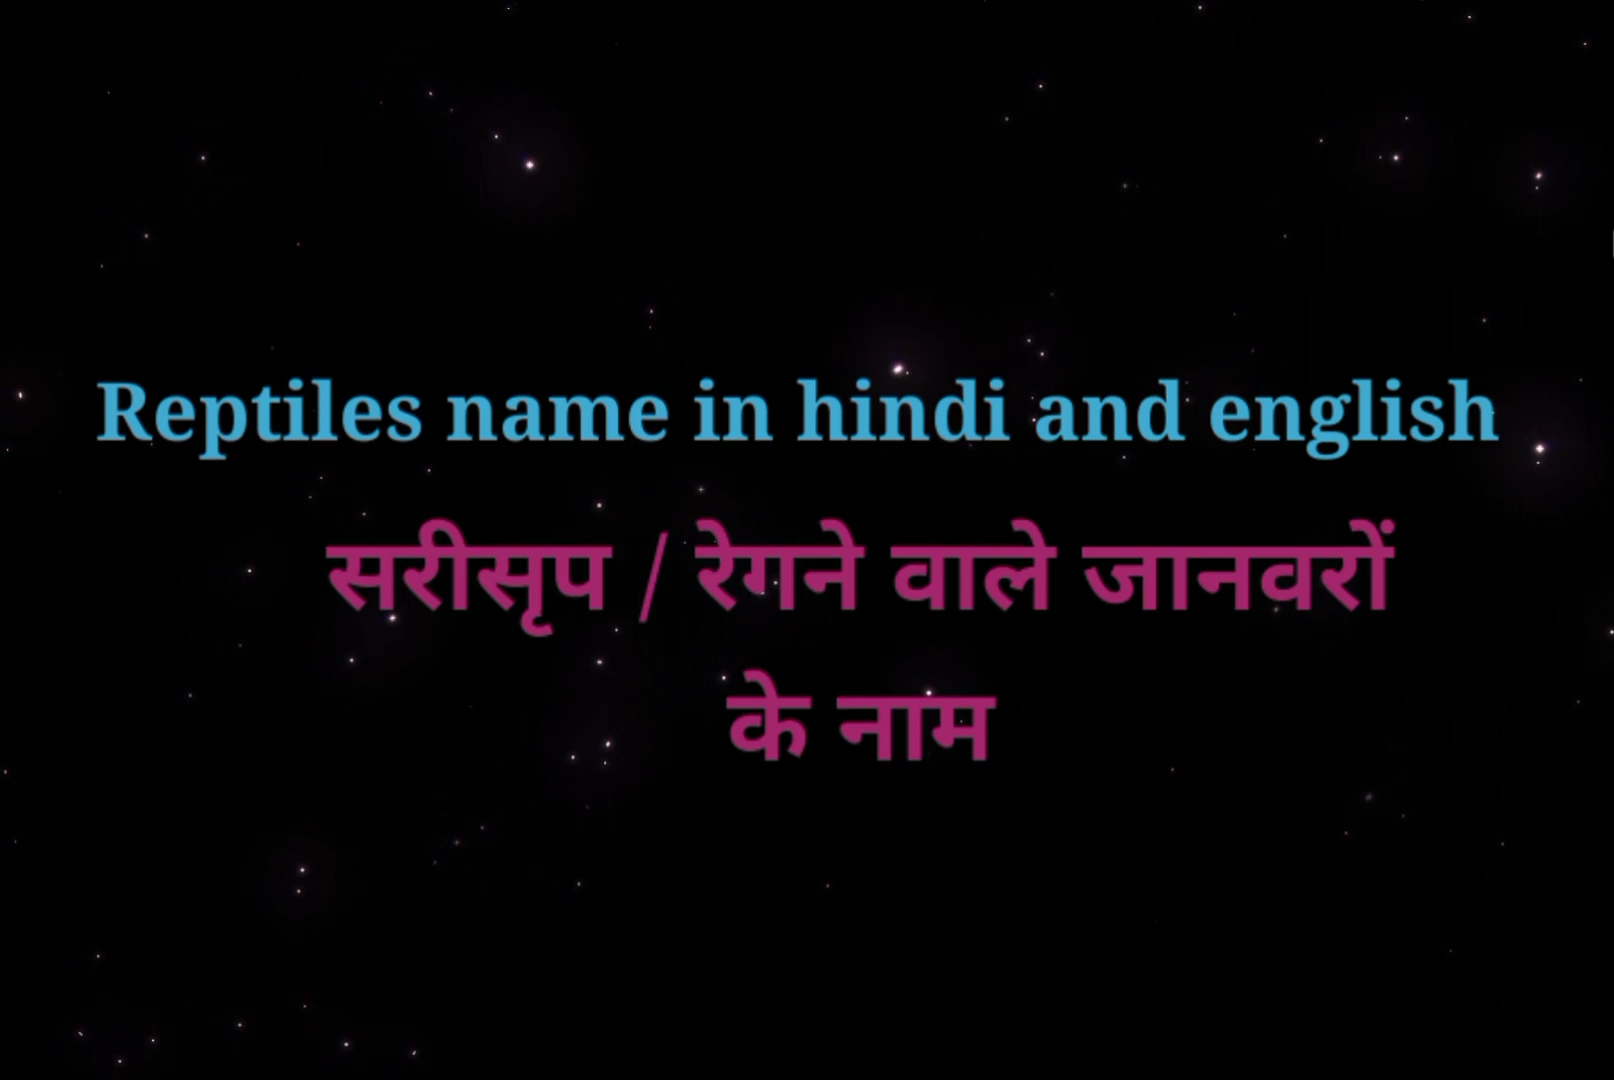 Reptiles name in hindi and english
सरीसृप / रेगने वाले जानवरों
के नाम